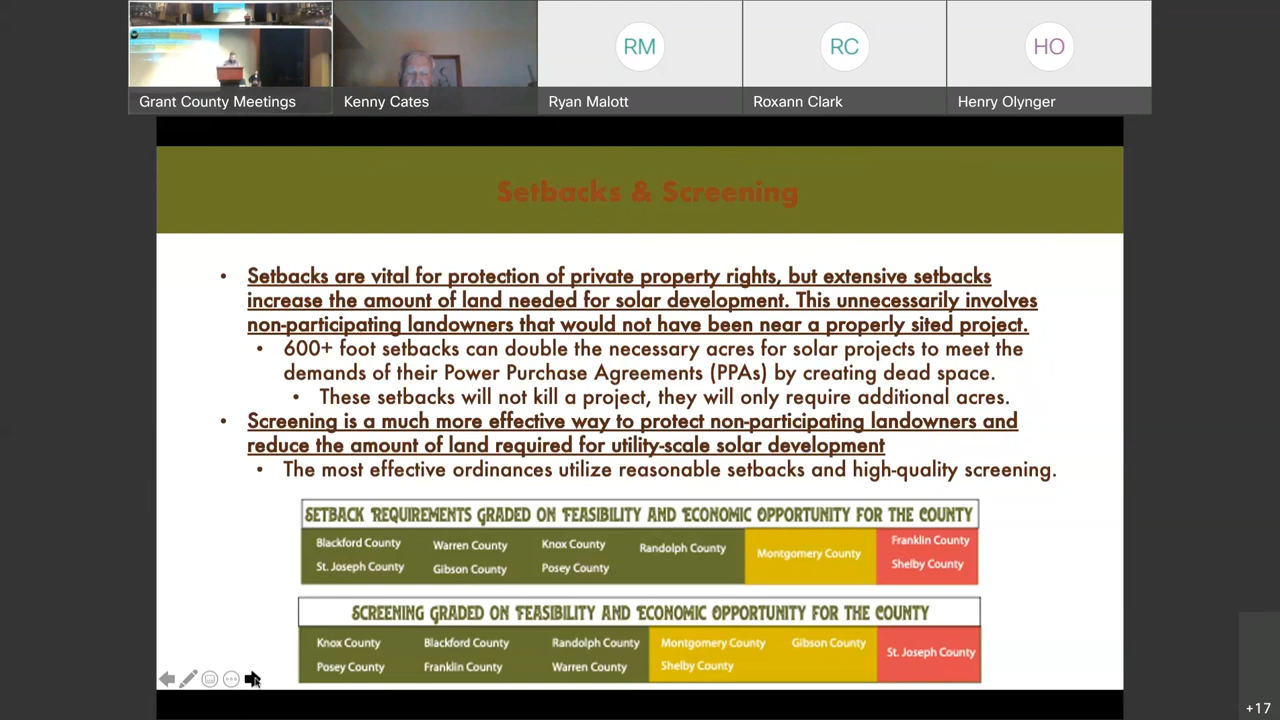 RM
RC
HO
Grant County Meetings
Kenny Cates
Ryan Malott
Roxann Clark
Henry Olynger
Setbacks & Screening
• Setbacks are vital for protection of private property rights, but extensive setbacks
increase the amount of land needed for solar development. This unnecessarily involves
non-participating landowners that would not have been near a properly sited project.
• 600+ foot setbacks can double the necessary acres for solar projects to meet the
demands of their Power Purchase Agreements (PPAs) by creating dead space.
• These setbacks will not kill a project, they will only require additional acres.
• Screening is a much more effective way to protect non-participating landowners and
reduce the amount of land required for utility-scale solar development
• The most effective ordinances utilize reasonable setbacks and high-quality screening.
SETBACK REQUIREMENTS GRADED ON FEASIBILITY AND ECONOMIC OPPORTUNITY FOR THE COUNTY
Blackford County Warren County Knox County Randolph County Montgomery County Franklin County
St. Joseph County Gibson County Posey County Shelby County
SCREENING GRADED ON FEASIBILITY AND ECONOMIC OPPORTUNITY FOR THE COUNTY
Knox County Blackford County Randolph County Montgomery County Gibson County St. Joseph County
Posey County Franklin County Warren County Shelby County
+17